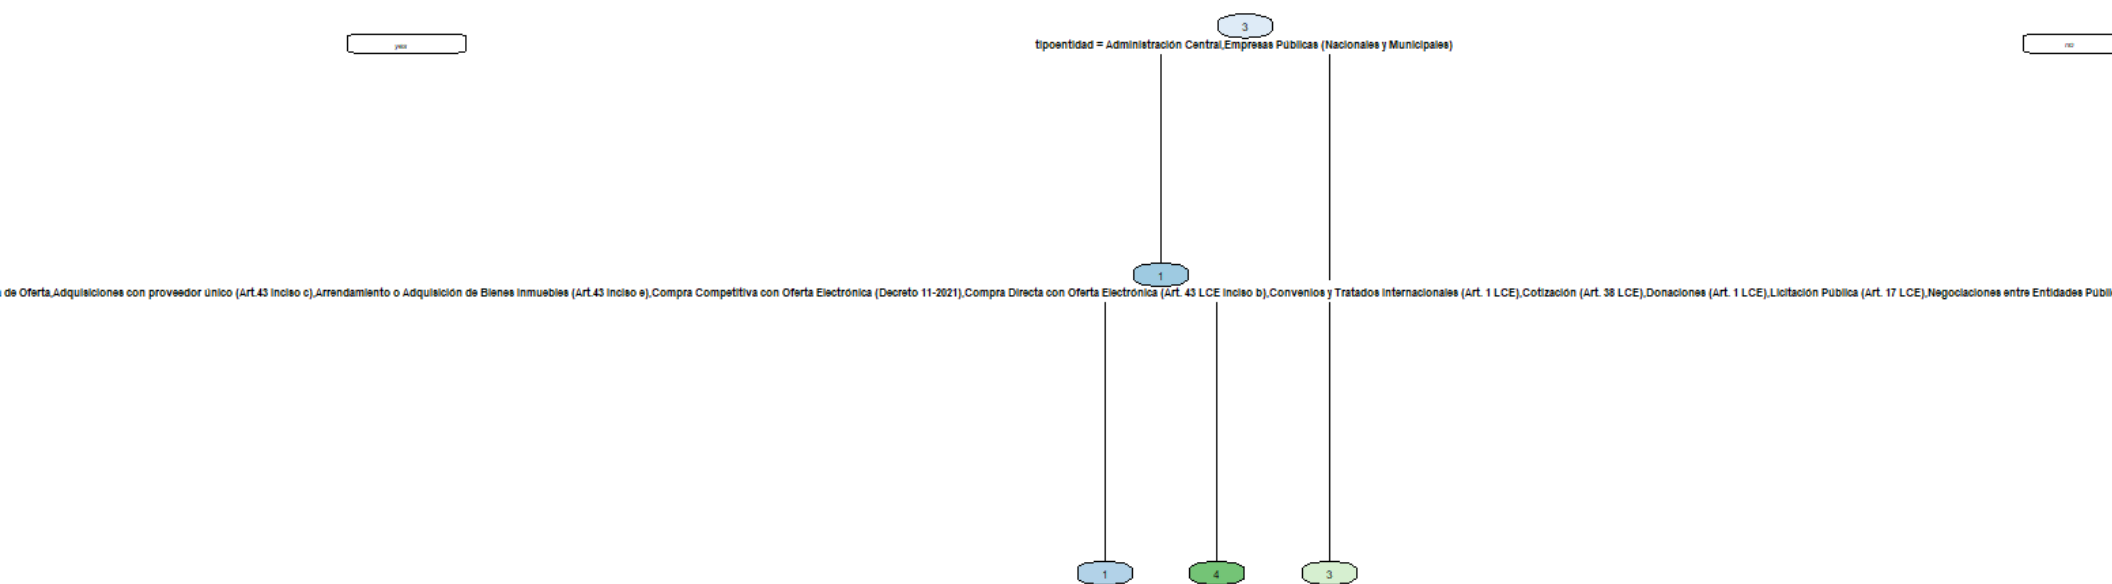 3
yes
tipoentidad = Administración Central,Empresas Públicas (Nacionales y Municipales)
no
1
de Oferta,Adquisiciones con proveedor único (Art.43 inciso c),Arrendamiento o Adquisición de Bienes Inmuebles (Art.43 inciso e),Compra Competitiva con Oferta Electrónica (Decreto 11-2021),Compra Directa con Oferta Electrónica (Art. 43 LCE Inciso b),Convenios y Tratados Internacionales (Art. 1 LCE),Cotización (Art. 38 LCE),Donaciones (Art. 1 LCE),Licitación Pública (Art. 17 LCE),Negociaciones entre Entidades Públi
1
4
3